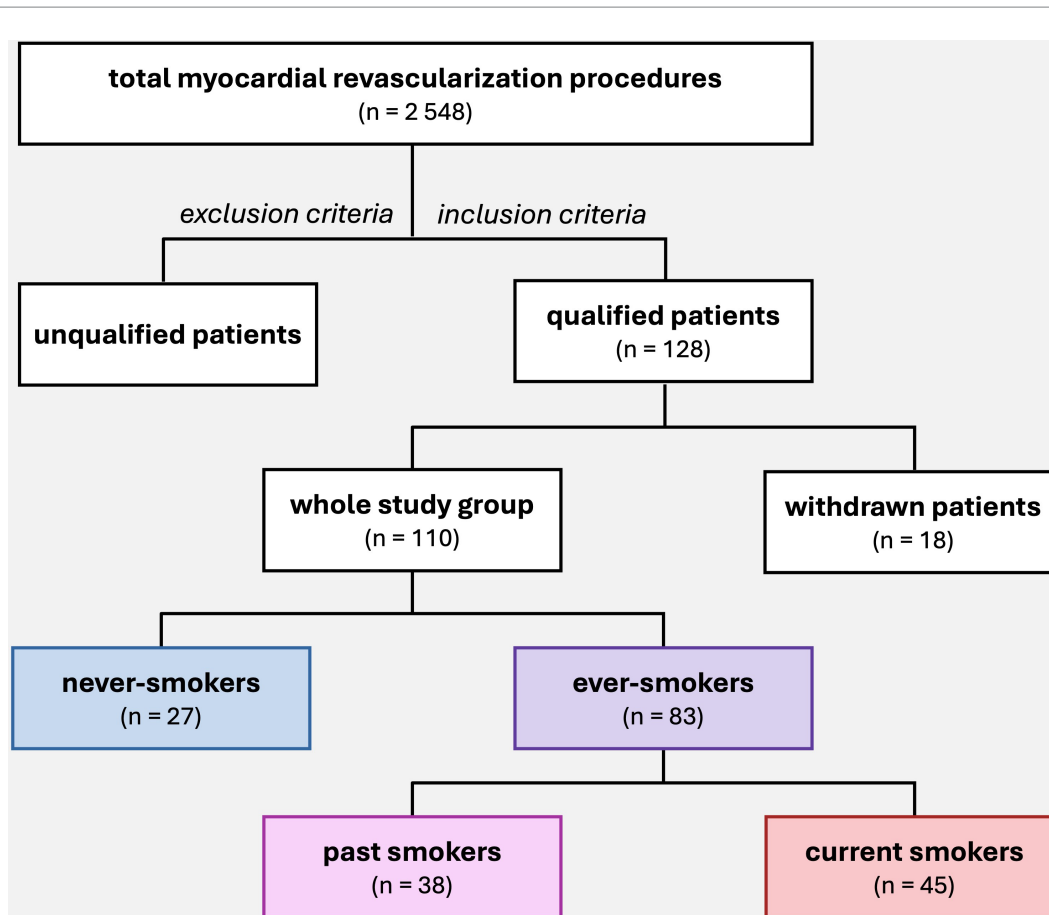 total myocardial revascularization procedures
(n = 2 548)
exclusion criteria
inclusion criteria
unqualified patients
qualified patients
(n = 128)
whole study group
(n = 110)
withdrawn patients
(n = 18)
never-smokers
(n = 27)
ever-smokers
(n = 83)
past smokers
(n = 38)
current smokers
(n = 45)